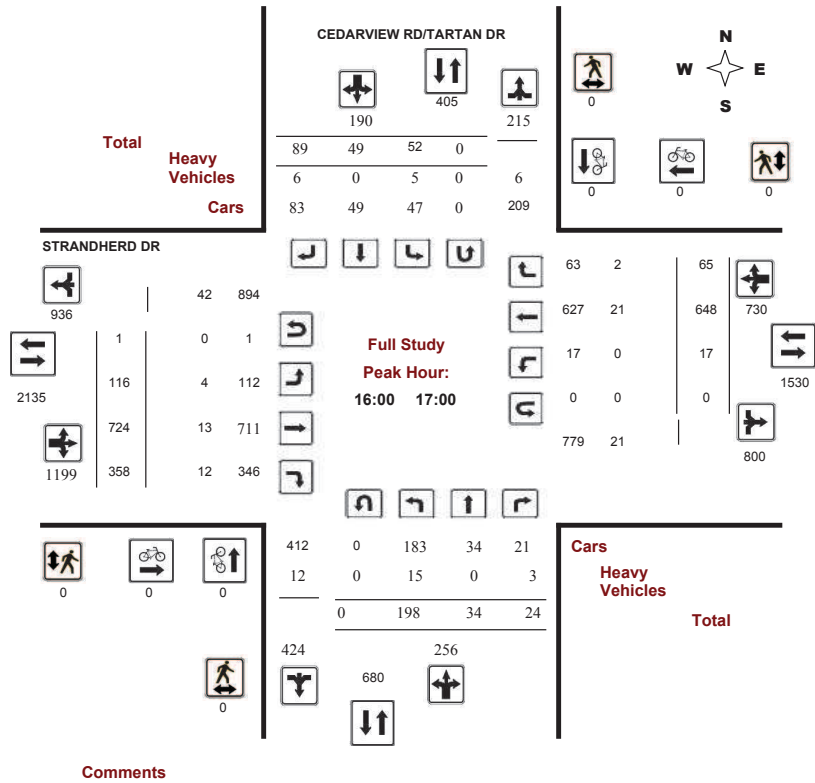 CEDARVIEW RD/TARTAN DR
N
W E
S
405
0
190 215
Total 89 49 52 0
Heavy
Vehicles 6 0 5 0 6
Cars 83 49 47 0 209
0 0 0
STRANDHERD DR
63 2 65
936 42 894
627 21 648 730
1 0 1
Full Study
17 0 17
116 4 112
Peak Hour:
1530
2135
16:00 17:00
0 0 0
724 13 711
779 21
800
1199 358 12 346
412 0 183 34 21 Cars
12 0 15 0 3 Heavy
Vehicles
0 0 0
0 198 34 24 Total
424 256
680
0
Comments